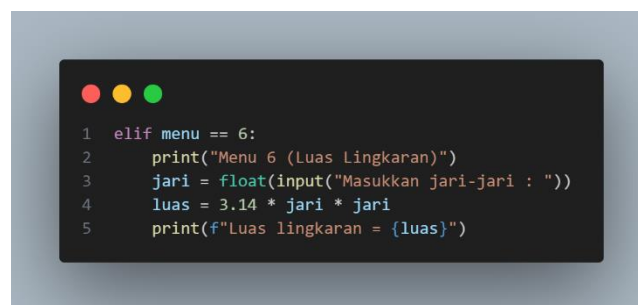 1 elif menu == 6:
2     print("Menu 6 (Luas Lingkaran)")
3     jari = float(input("Masukkan jari-jari : "))
4     luas = 3.14 * jari * jari
5     print(f"Luas lingkaran = {luas}")